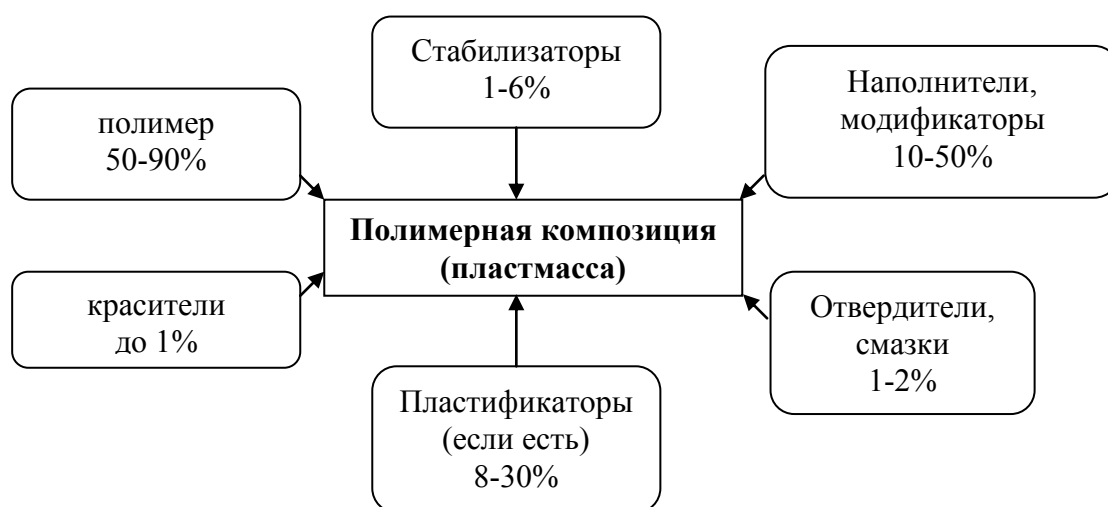 Стабилизаторы
1-6%
полимер
50-90%
Наполнители,
модификаторы
10-50%
Полимерная композиция
(пластмасса)
красители
до 1%
Отвердители,
смазки
1-2%
Пластификаторы
(если есть)
8-30%